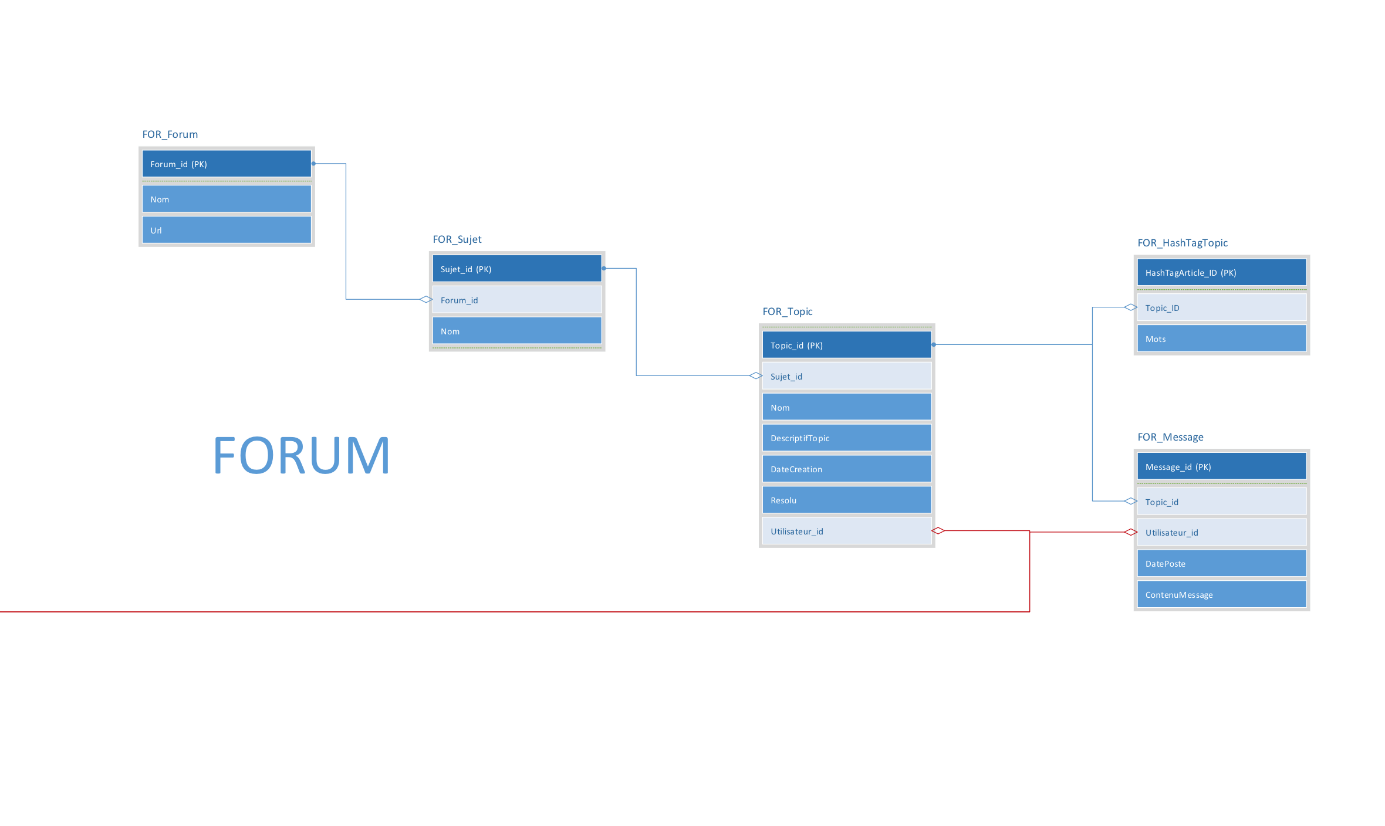 FOR_Forum
Forum_id (PK)
Nom
Url
FOR_Sujet
Sujet_id (PK)
Forum_id
Nom
FORUM
FOR_Topic
Topic_id (PK)
Sujet_id
Nom
DescriptifTopic
DateCreation
Resolu
Utilisateur_id
FOR_HashTagTopic
HashTagArticle_ID (PK)
Topic_ID
Mots
FOR_Message
Message_id (PK)
Topic_id
Utilisateur_id
DatePoste
ContenuMessage